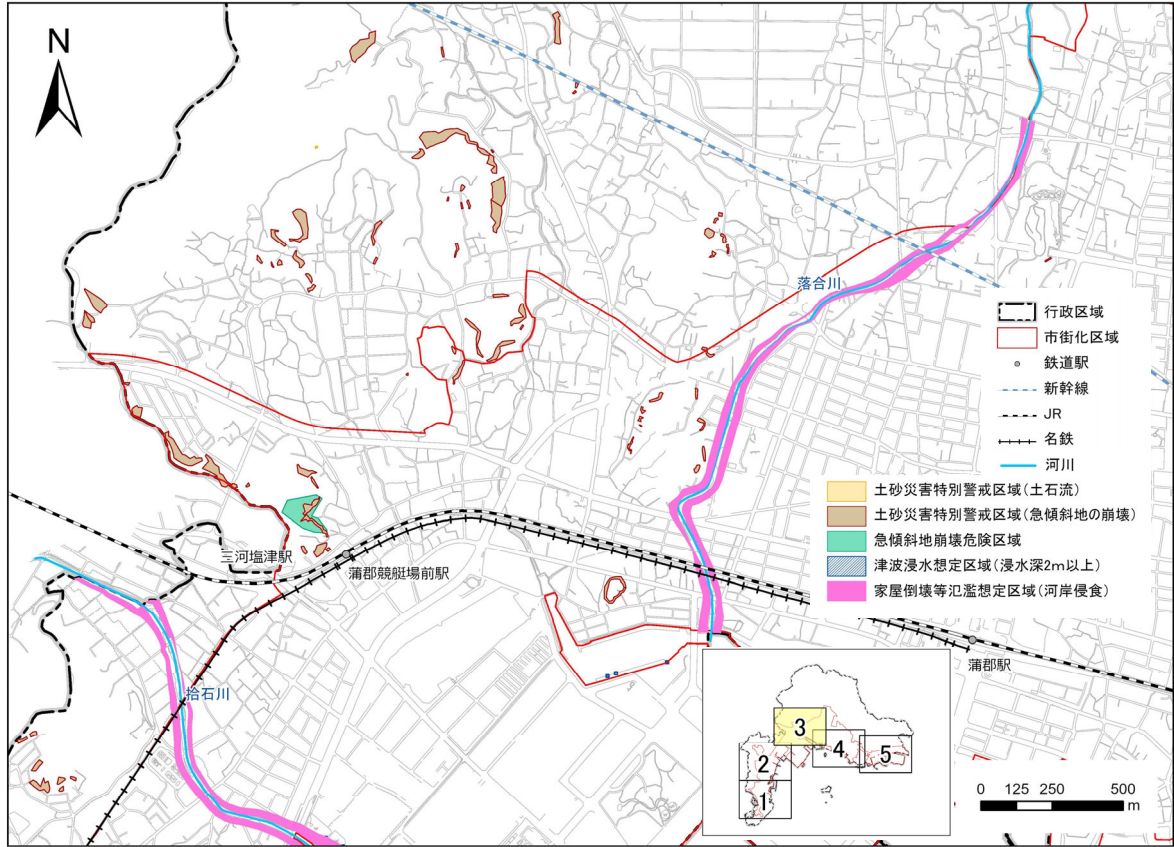 N
落合川
行政区域
市街化区域
鉄道駅
新幹線
JR
名鉄
河川
土砂災害特別警戒区域(土石流)
土砂災害特別警戒区域(急傾斜地の崩壊)
急傾斜地崩壊危険区域
津波浸水想定区域(浸水深2m以上)
家屋倒壊等氾濫想定区域(河岸侵食)
三河塩津駅
蒲郡競艇場前駅
蒲郡駅
拾石川
3
4
5
2
1
0 125 250 500
m